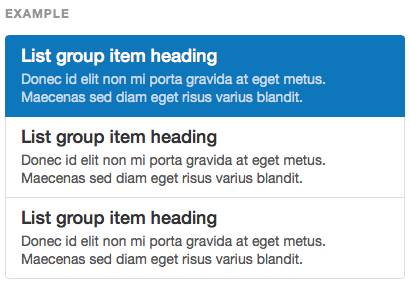 EXAMPLE
List group item heading
Donec id elit non mi porta gravida at eget metus.
Maecenas sed diam eget risus varius blandit.
List group item heading
Donec id elit non mi porta gravida at eget metus.
Maecenas sed diam eget risus varius blandit.
List group item heading
Donec id elit non mi porta gravida at eget metus.
Maecenas sed diam eget risus varius blandit.